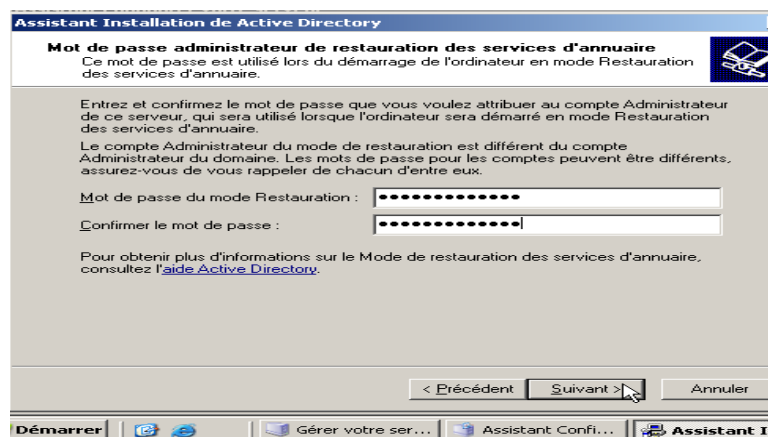 Assistant Installation de Active Directory
Mot de passe administrateur de restauration des services d'annuaire
Ce mot de passe est utilisé lors du démarrage de l'ordinateur en mode Restauration
des services d'annuaire.
Entrez et confirmez le mot de passe que vous voulez attribuer au compte Administrateur
de ce serveur, qui sera utilisé lorsque l'ordinateur sera démarré en mode Restauration
des services d'annuaire.
Le compte Administrateur du mode de restauration est différent du compte
Administrateur du domaine. Les mots de passe pour les comptes peuvent être différents,
assurez-vous de vous rappeler de chacun d'entre eux.
Mot de passe du mode Restauration : •••••••••••••
Confirmer le mot de passe : •••••••••••••
Pour obtenir plus d'informations sur le Mode de restauration des services d'annuaire,
consultez l'aide Active Directory.
< Précédent Suivant > Annuler
Démarrer Gérer votre ser... Assistant Confi... Assistant I